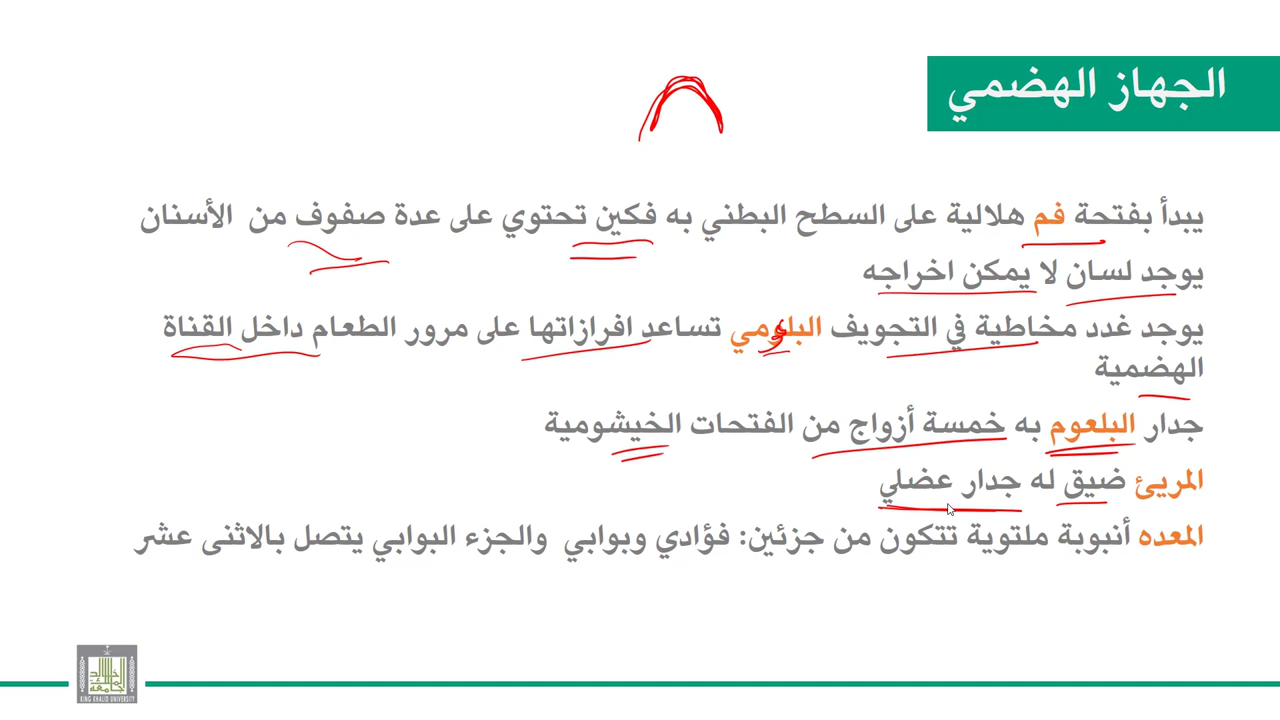 الجهاز الهضمي
يبدأ بفتحة فم هلالية على السطح البطني به فكين تحتوي على عدة صفوف من الأسنان
يوجد لسان لا يمكن اخراجه
يوجد غدد مخاطية في التجويف البلومي تساعد افرازاتها على مرور الطعام داخل القناة
الهضمية
جدار البلعوم به خمسة أزواج من الفتحات الخيشومية
المريئ ضيق له جدار عضلي
المعده أنبوبة ملتوية تتكون من جزئين: فؤادي وبوابي والجزء البوابي يتصل بالاثنى عشر
KING KHALID UNIVERSITY